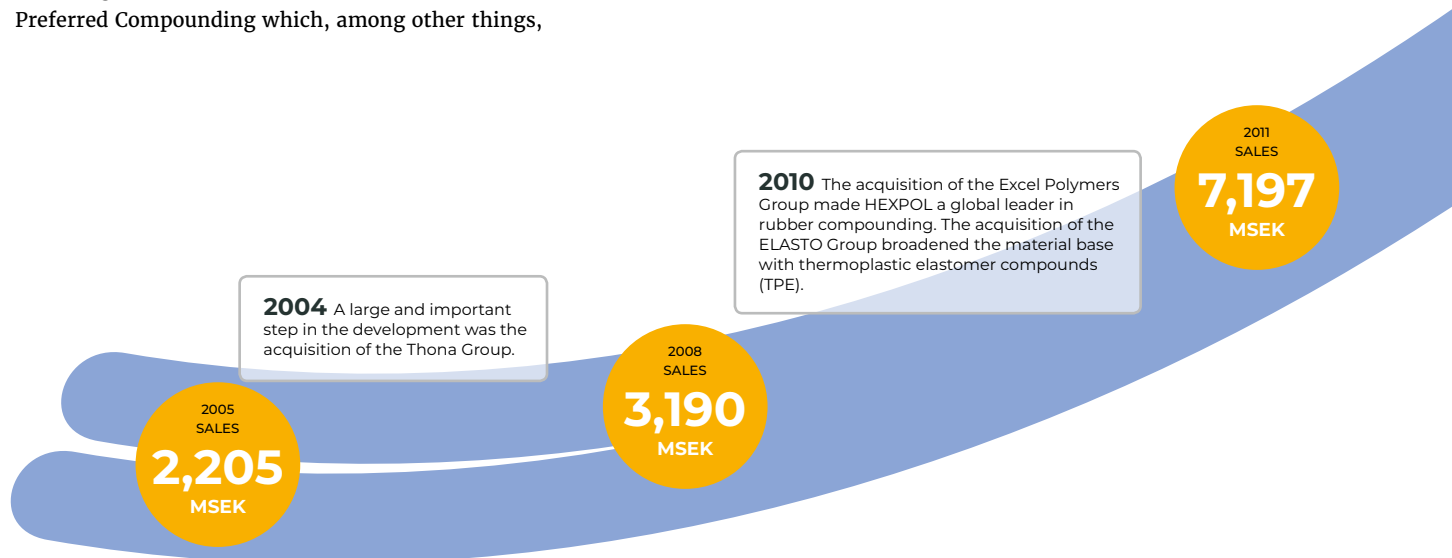 Preferred Compounding which, among other things,
2011
SALES
7,197
MSEK
2010 The acquisition of the Excel Polymers
Group made HEXPOL a global leader in
rubber compounding. The acquisition of the
ELASTO Group broadened the material base
with thermoplastic elastomer compounds
(TPE).
2004 A large and important
step in the development was the
acquisition of the Thona Group.
2008
SALES
3,190
MSEK
2005
SALES
2,205
MSEK